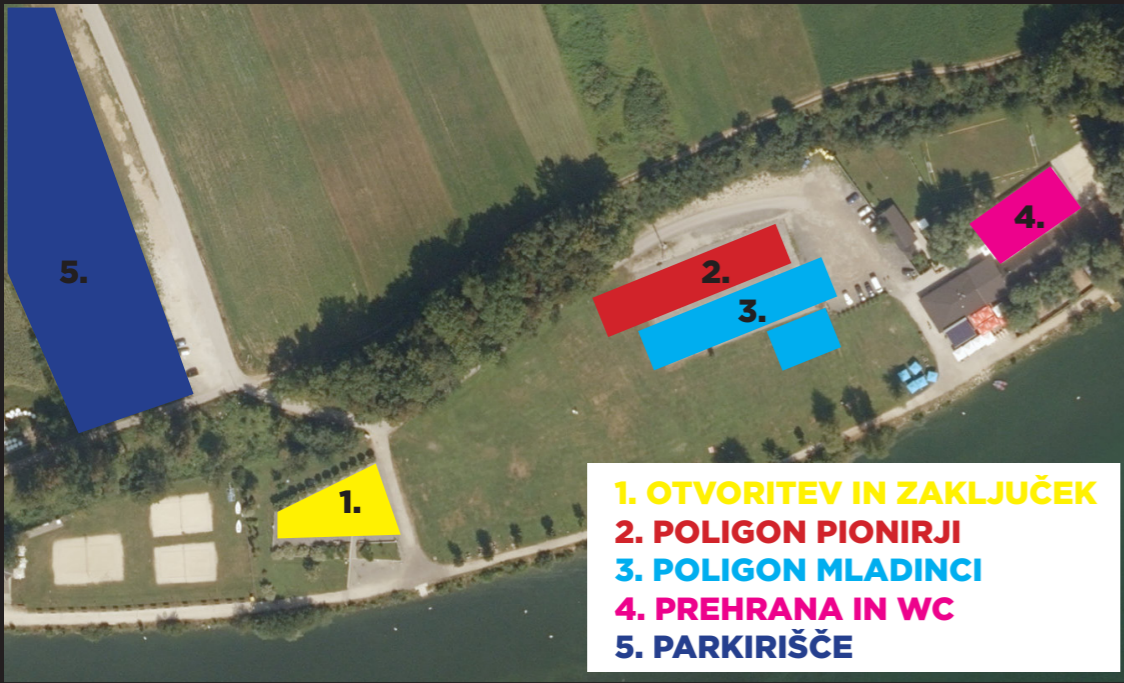 5.
2.
3.
4.
1.
1. OTVORITEV IN ZAKLJUČEK
2. POLIGON PIONIRJI
3. POLIGON MLADINCI
4. PREHRANA IN WC
5. PARKIRIŠČE